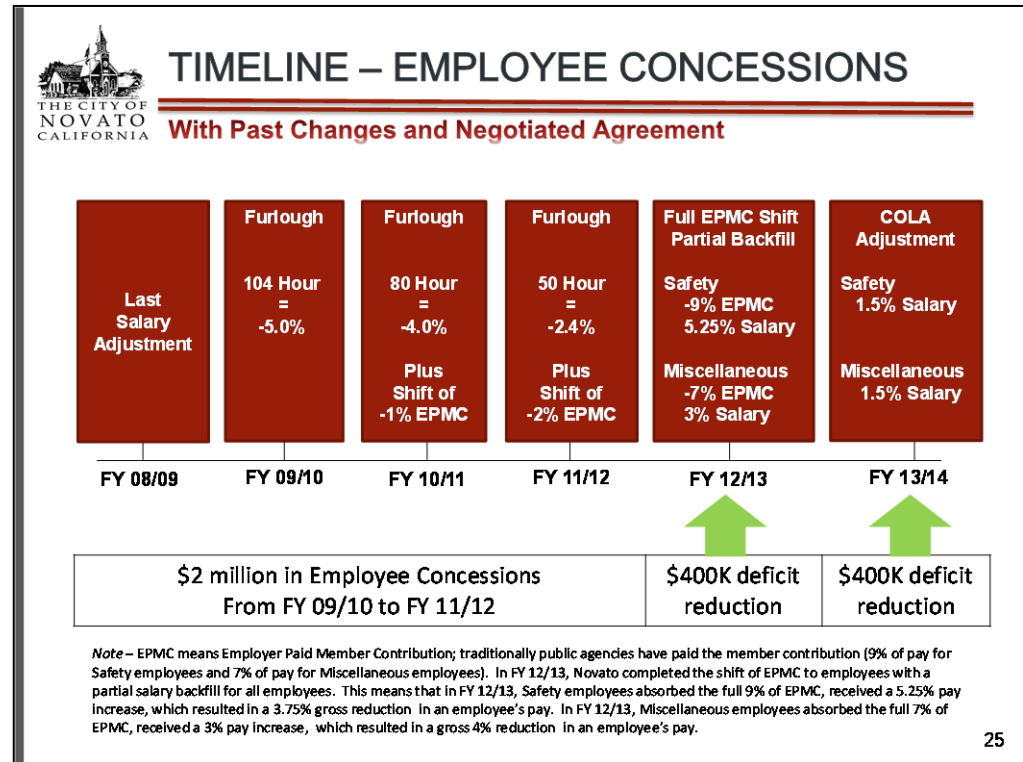 THE CITY OF
NOVATO
CALIFORNIA
TIMELINE – EMPLOYEE CONCESSIONS
With Past Changes and Negotiated Agreement
Last
Salary
Adjustment
Furlough
104 Hour
=
-5.0%
Furlough
80 Hour
=
-4.0%
Plus
Shift of
-1% EPMC
Furlough
50 Hour
=
-2.4%
Plus
Shift of
-2% EPMC
Full EPMC Shift
Partial Backfill
Safety
-9% EPMC
5.25% Salary
Miscellaneous
-7% EPMC
3% Salary
COLA
Adjustment
Safety
1.5% Salary
Miscellaneous
1.5% Salary
FY 08/09
FY 09/10
FY 10/11
FY 11/12
FY 12/13
FY 13/14
$2 million in Employee Concessions
From FY 09/10 to FY 11/12
$400K deficit
reduction
$400K deficit
reduction
Note – EPMC means Employer Paid Member Contribution; traditionally public agencies have paid the member contribution (9% of pay for
Safety employees and 7% of pay for Miscellaneous employees). In FY 12/13, Novato completed the shift of EPMC to employees with a
partial salary backfill for all employees. This means that in FY 12/13, Safety employees absorbed the full 9% of EPMC, received a 5.25% pay
increase, which resulted in a 3.75% gross reduction in an employee's pay. In FY 12/13, Miscellaneous employees absorbed the full 7% of
EPMC, received a 3% pay increase, which resulted in a gross 4% reduction in an employee's pay.
25